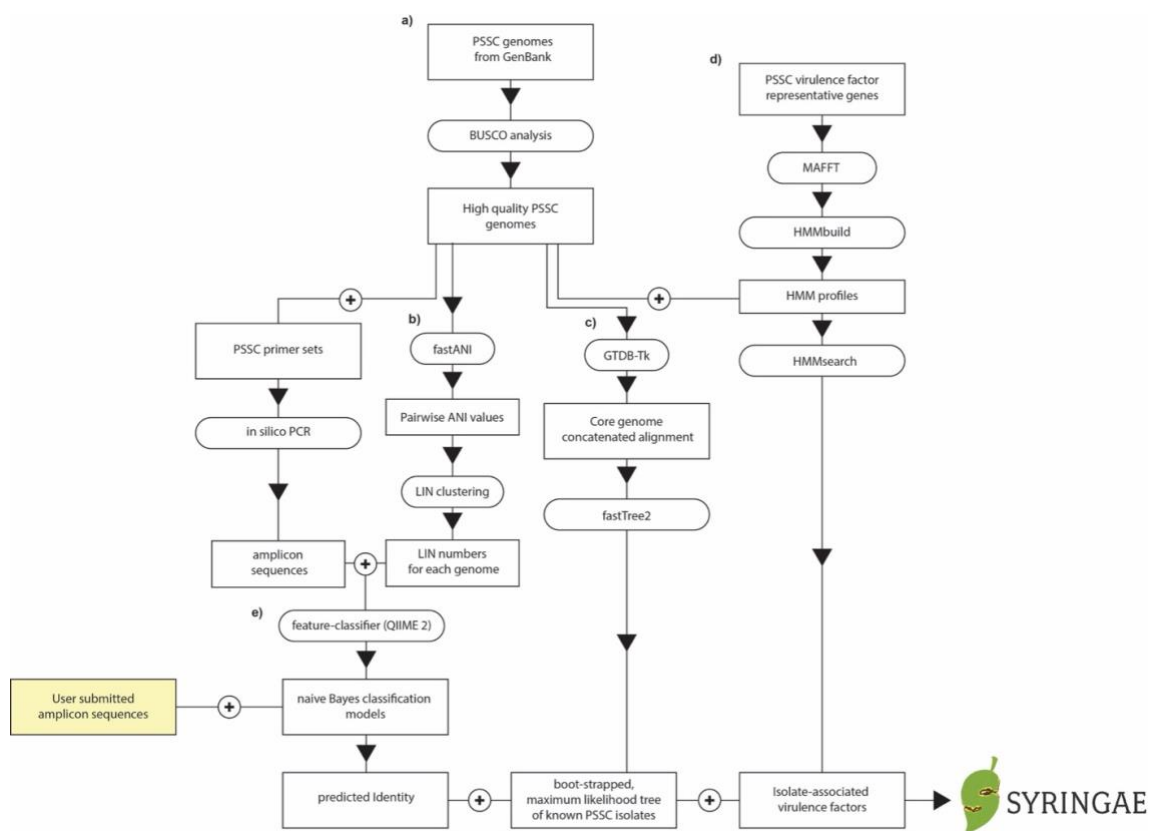 a)
PSSC genomes
from GenBank
BUSCO analysis
High quality PSSC
genomes
d)
PSSC virulence factor
representative genes
MAFFT
HMMbuild
HMM profiles
HMMsearch
+
+
PSSC primer sets
in silico PCR
amplicon
sequences
b)
fastANI
Pairwise ANI values
LIN clustering
LIN numbers
for each genome
+
c)
GTDB-Tk
Core genome
concatenated alignment
fastTree2
e)
feature-classifier (QIIME 2)
User submitted
amplicon sequences
+
naive Bayes classification
models
predicted Identity
+
boot-strapped,
maximum likelihood tree
of known PSSC isolates
+
Isolate-associated
virulence factors
SYRINGAE